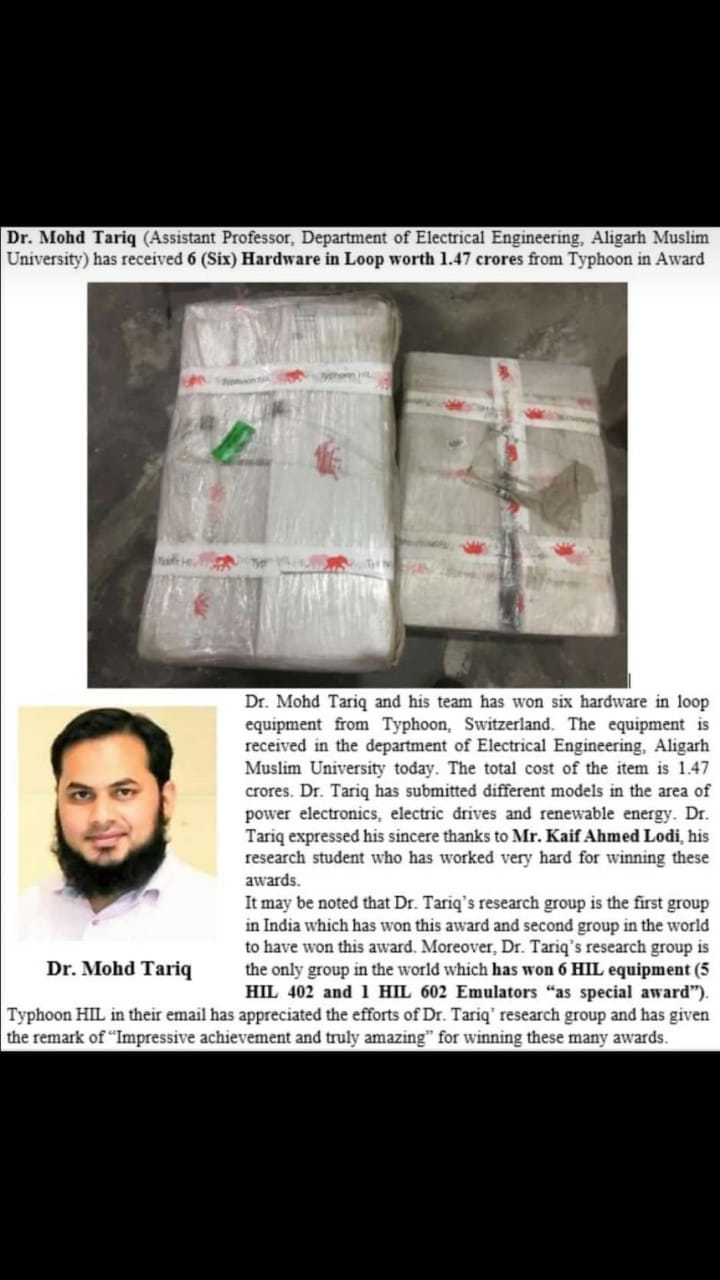 Dr. Mohd Tariq (Assistant Professor, Department of Electrical Engineering, Aligarh Muslim
University) has received 6 (Six) Hardware in Loop worth 1.47 crores from Typhoon in Award
Typhoon HIL Typhoon HIL
Typhoon HIL Typ Typ
Dr. Mohd Tariq and his team has won six hardware in loop
equipment from Typhoon, Switzerland. The equipment is
received in the department of Electrical Engineering, Aligarh
Muslim University today. The total cost of the item is 1.47
crores. Dr. Tariq has submitted different models in the area of
power electronics, electric drives and renewable energy. Dr.
Tariq expressed his sincere thanks to Mr. Kaif Ahmed Lodi, his
research student who has worked very hard for winning these
awards.
It may be noted that Dr. Tariq's research group is the first group
in India which has won this award and second group in the world
to have won this award. Moreover, Dr. Tariq's research group is
the only group in the world which has won 6 HIL equipment (5
HIL 402 and 1 HIL 602 Emulators “as special award”).
Dr. Mohd Tariq
Typhoon HIL in their email has appreciated the efforts of Dr. Tariq' research group and has given
the remark of “Impressive achievement and truly amazing” for winning these many awards.